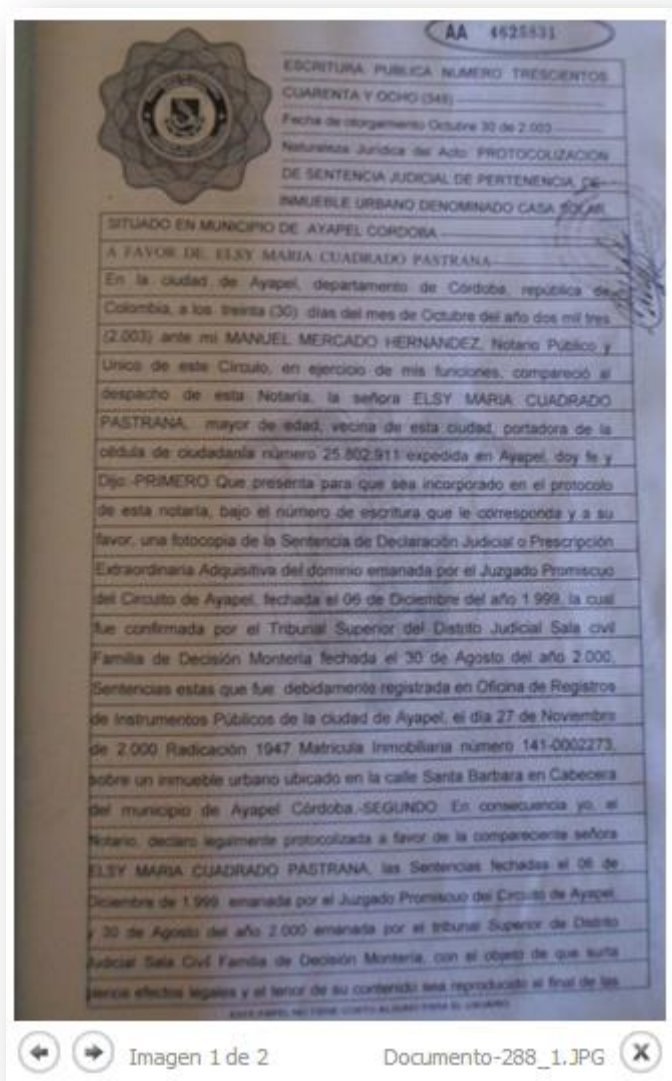 AA 4625831
ESCRITURA PUBLICA NUMERO TRESCIENTOS
CUARENTA Y OCHO (348)
Fecha de otorgamiento Octubre 30 de 2.003
Naturaleza Jurídica del Acto: PROTOCOLIZACION
DE SENTENCIA JUDICIAL DE PERTENENCIA, DE
INMUEBLE URBANO DENOMINADO CASA SOLAR
SITUADO EN MUNICIPIO DE AYAPEL CORDOBA
A FAVOR DE: ELSY MARIA CUADRADO PASTRANA
En la ciudad de Ayapel, departamento de Córdoba, república de
Colombia, a los treinta (30) días del mes de Octubre del año dos mil tres
(2.003) ante mi MANUEL MERCADO HERNANDEZ, Notario Público y
Unico de este Círculo, en ejercicio de mis funciones, compareció al
despacho de esta Notaría, la señora ELSY MARIA CUADRADO
PASTRANA, mayor de edad, vecina de esta ciudad, portadora de la
cédula de ciudadanía número 25.802.911 expedida en Ayapel, doy fe y
Dijo:-PRIMERO Que presenta para que sea incorporado en el protocolo
de esta notaría, bajo el número de escritura que le corresponda y a su
favor, una fotocopia de la Sentencia de Declaración Judicial o Prescripción
Extraordinaria Adquisitiva del dominio emanada por el Juzgado Promiscuo
del Circuito de Ayapel, fechada el 06 de Diciembre del año 1.999, la cual
fue confirmada por el Tribunal Superior del Distrito Judicial Sala civil
Familia de Decisión Montería fechada el 30 de Agosto del año 2.000,
Sentencias estas que fue debidamente registrada en Oficina de Registros
de Instrumentos Públicos de la ciudad de Ayapel, el día 27 de Noviembre
de 2.000 Radicación 1947 Matricula Inmobiliaria número 141-0002273,
sobre un inmueble urbano ubicado en la calle Santa Barbara en Cabecera
del municipio de Ayapel Córdoba.-SEGUNDO En consecuencia yo, el
Notario, declaro legalmente protocolizada a favor de la compareciente señora
ELSY MARIA CUADRADO PASTRANA, las Sentencias fechadas el 06 de
Diciembre de 1.999 emanada por el Juzgado Promiscuo del Circuito de Ayapel
y 30 de Agosto del año 2.000 emanada por el tribunal Superior de Distrito
Judicial Sala Civil Familia de Decisión Montería, con el objeto de que surta
plenos efectos legales y el tenor de su contenido sea reproducido al final de las
ESTE PAPEL NO TIENE COSTO ALGUNO PARA EL USUARIO
Imagen 1 de 2
Documento-288_1.JPG